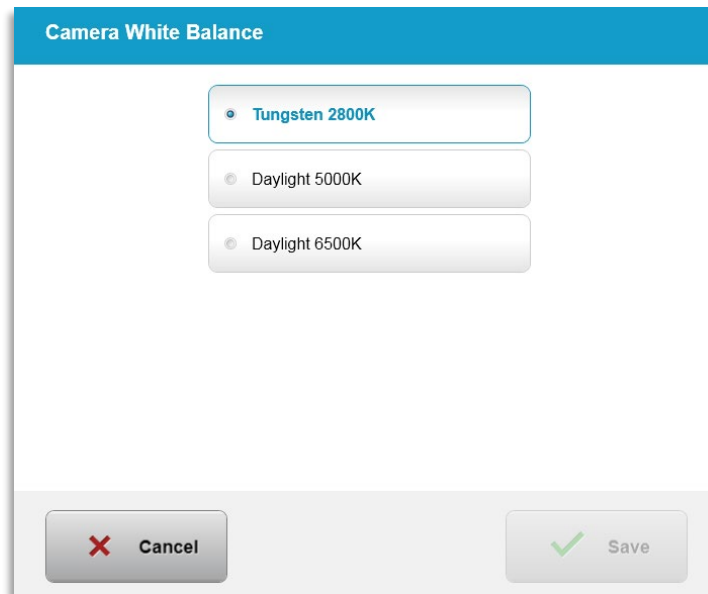 Camera White Balance
Tungsten 2800K
Daylight 5000K
Daylight 6500K
Cancel
Save